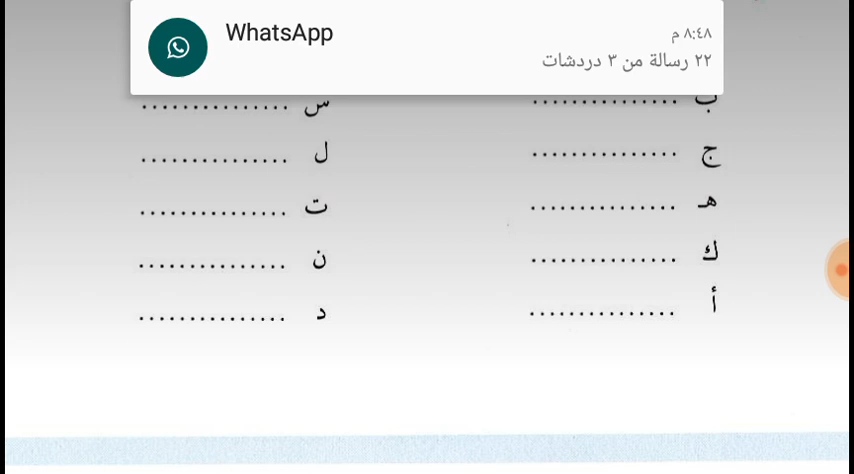 WhatsApp
٨:٤٨ م
٢٢ رسالة من ٣ دردشات
ب ............... س ...............
ج ............... ل ...............
هـ ............... ت ...............
ك ............... ن ...............
أ ............... د ...............